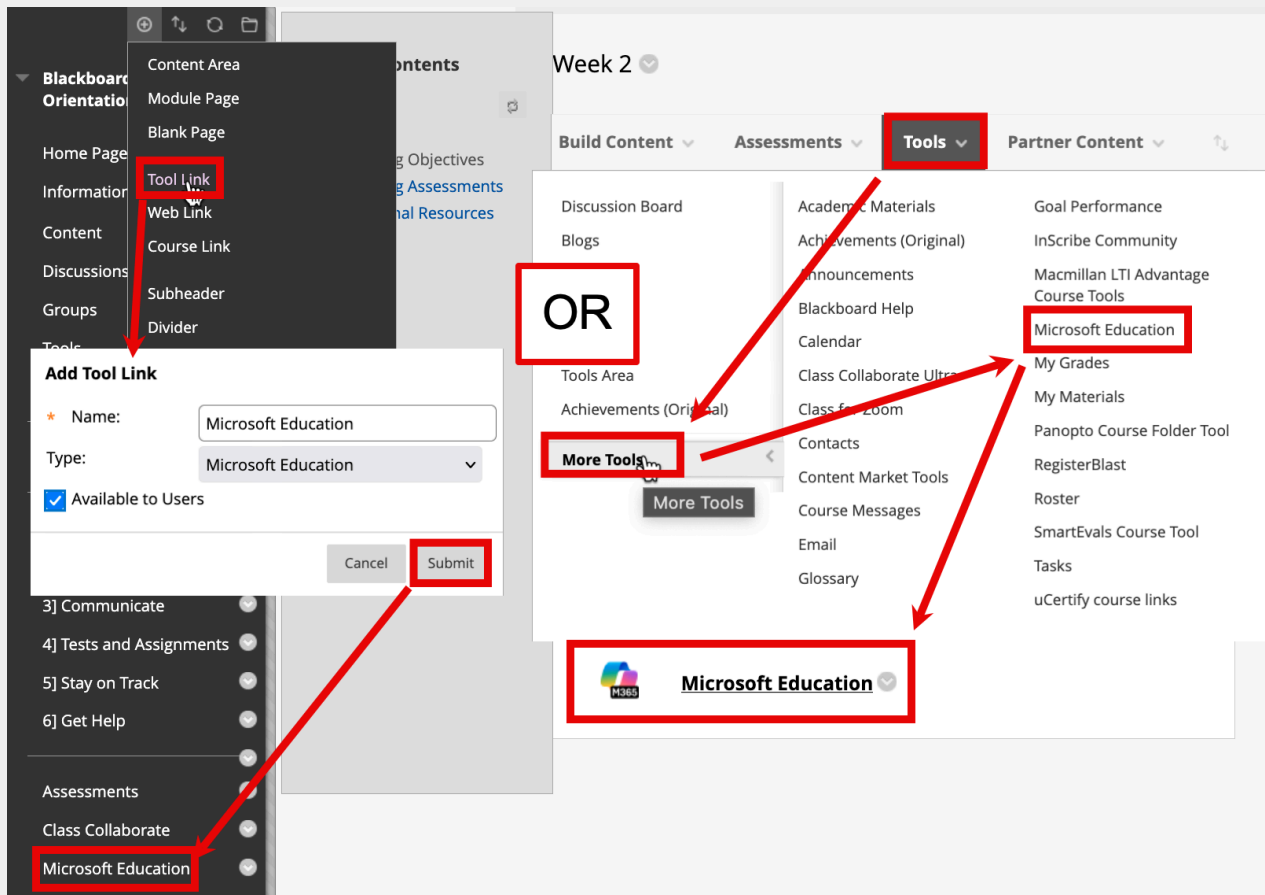 Blackboard
Orientation
Home Page
Information
Content
Discussions
Groups
Tools
Content Area
Module Page
Blank Page
Tool Link
Web Link
Course Link
Subheader
Divider
Add Tool Link
* Name:
Microsoft Education
Type:
Microsoft Education
Available to Users
Cancel
Submit
3] Communicate
4] Tests and Assignments
5] Stay on Track
6] Get Help
Assessments
Class Collaborate
Microsoft Education
ontents
g Objectives
g Assessments
nal Resources
Week 2
Build Content
Assessments
Tools
Partner Content
OR
Discussion Board
Blogs
Tools Area
Achievements (Original)
More Tools
More Tools
Academic Materials
Achievements (Original)
Announcements
Blackboard Help
Calendar
Class Collaborate Ultra
Class for Zoom
Contacts
Content Market Tools
Course Messages
Email
Glossary
Goal Performance
InScribe Community
Macmillan LTI Advantage
Course Tools
Microsoft Education
My Grades
My Materials
Panopto Course Folder Tool
RegisterBlast
Roster
SmartEvals Course Tool
Tasks
uCertify course links
M365
Microsoft Education